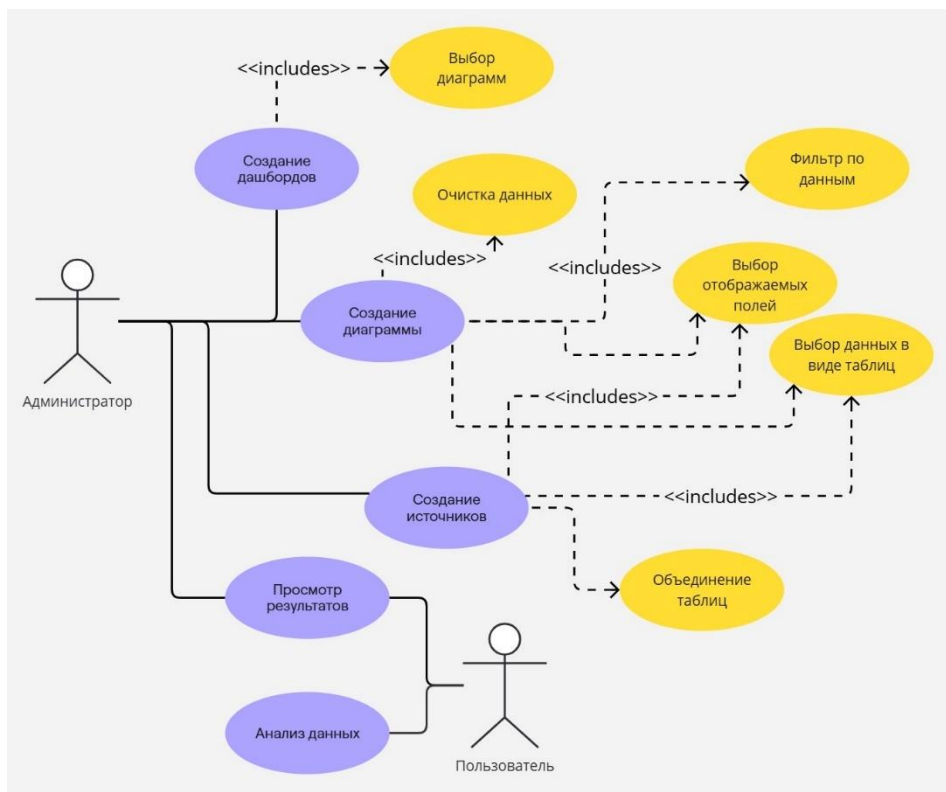 <<includes>>
Выбор
диаграмм
Создание
дашбордов
Фильтр по
данным
Очистка данных
<<includes>>
<<includes>>
Выбор
отображаемых
полей
Создание
диаграммы
Выбор данных в
виде таблиц
Администратор
<<includes>>
Создание
источников
<<includes>>
Просмотр
результатов
Объединение
таблиц
Анализ данных
Пользователь